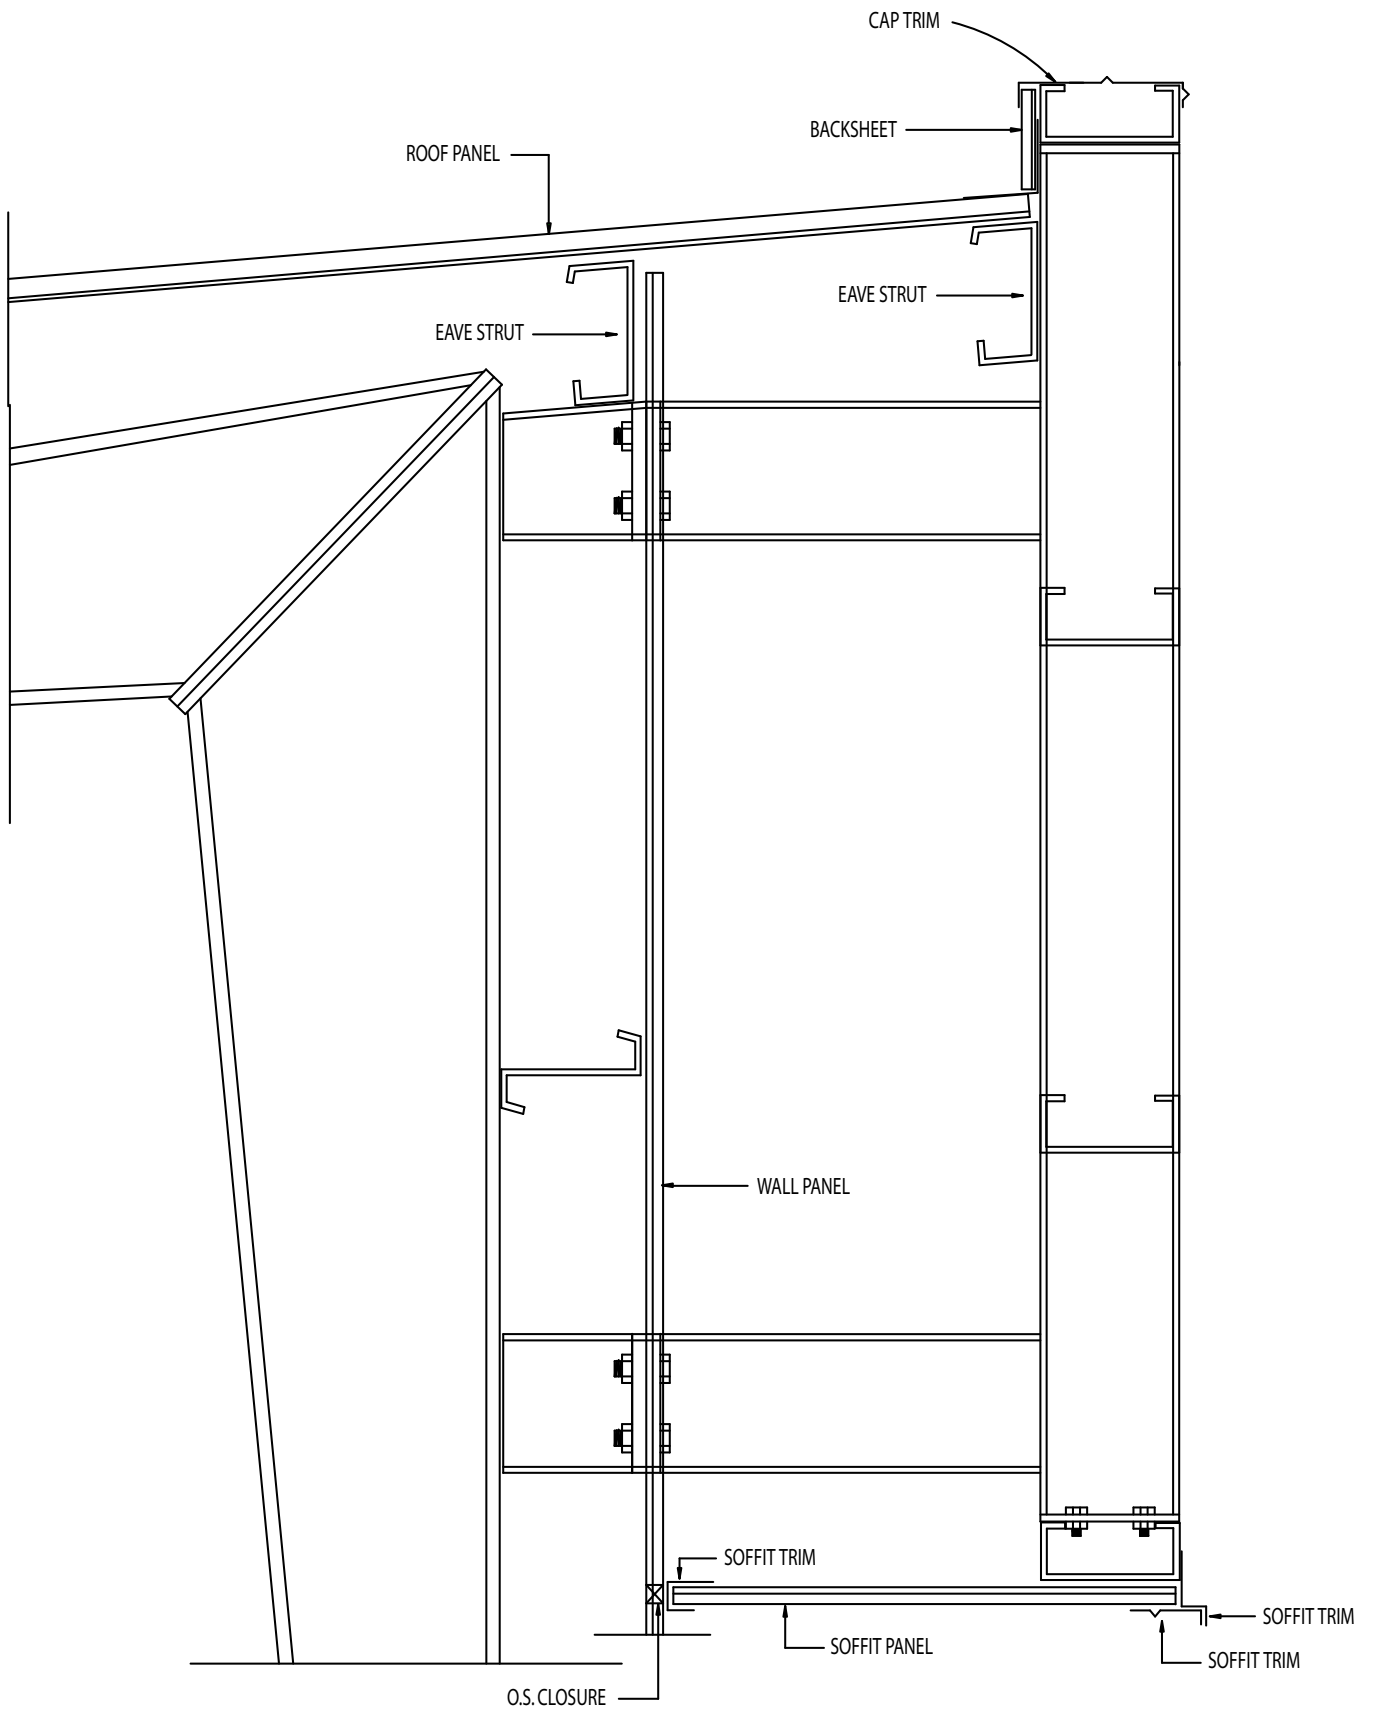 CAP TRIM
BACKSHEET
ROOF PANEL
EAVE STRUT
EAVE STRUT
WALL PANEL
SOFFIT TRIM
SOFFIT TRIM
SOFFIT PANEL
SOFFIT TRIM
O.S. CLOSURE